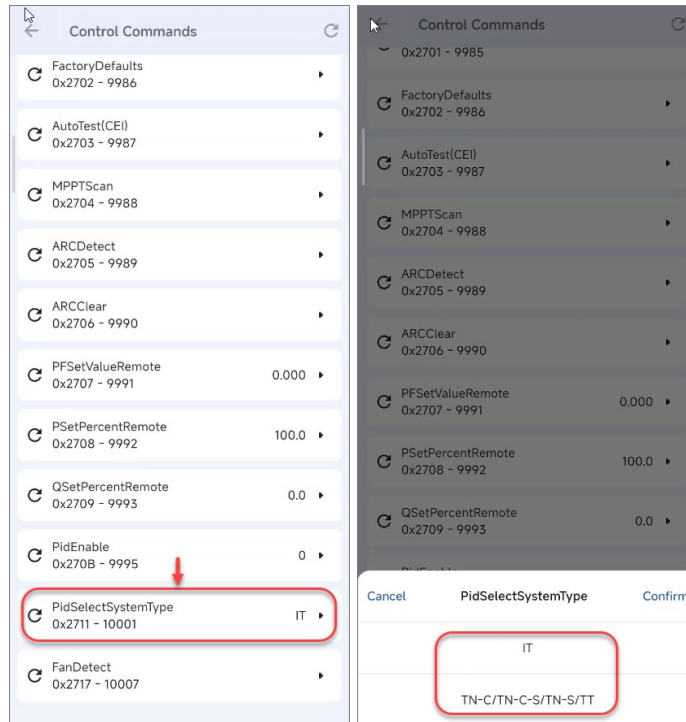 Control Commands
FactoryDefaults
0x2702 - 9986
AutoTest(CEI)
0x2703 - 9987
MPPTScan
0x2704 - 9988
ARCDetect
0x2705 - 9989
ARCClear
0x2706 - 9990
PFSetValueRemote
0x2707 - 9991
0.000
PSetPercentRemote
0x2708 - 9992
100.0
QSetPercentRemote
0x2709 - 9993
0.0
PidEnable
0x270B - 9995
0
PidSelectSystemType
0x2711 - 10001
IT
FanDetect
0x2717 - 10007
Control Commands
0x2701 - 9985
FactoryDefaults
0x2702 - 9986
AutoTest(CEI)
0x2703 - 9987
MPPTScan
0x2704 - 9988
ARCDetect
0x2705 - 9989
ARCClear
0x2706 - 9990
PFSetValueRemote
0x2707 - 9991
0.000
PSetPercentRemote
0x2708 - 9992
100.0
QSetPercentRemote
0x2709 - 9993
0.0
Cancel
PidSelectSystemType
Confirm
IT
TN-C/TN-C-S/TN-S/TT